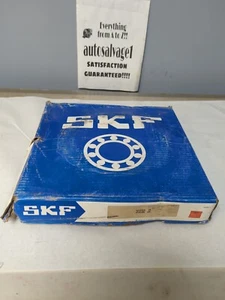 Everything
from A to Z!!
autosalvage1
SATISFACTION
GUARANTEED!!!!
SKF
SKF